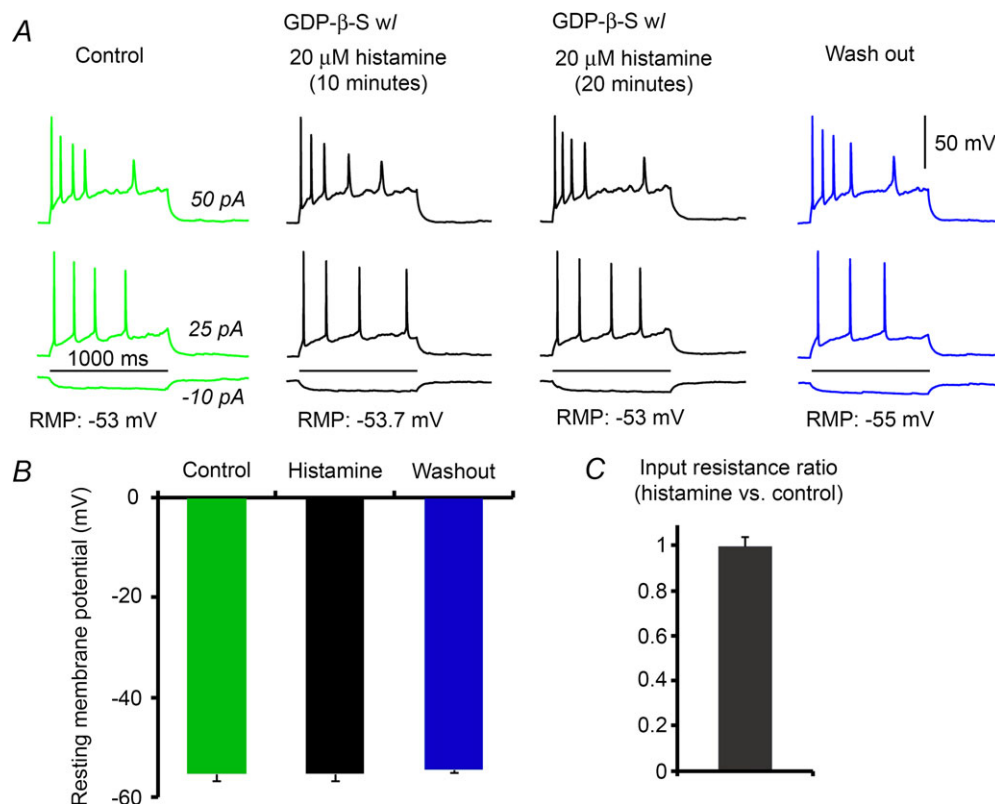 A
Control
GDP-β-S w/
20 μM histamine
(10 minutes)
GDP-β-S w/
20 μM histamine
(20 minutes)
Wash out
50 mV
50 pA
25 pA
1000 ms
-10 pA
RMP: -53 mV
RMP: -53.7 mV
RMP: -53 mV
RMP: -55 mV
B
Control
Histamine
Washout
Resting membrane potential (mV)
0
-20
-40
-60
C
Input resistance ratio
(histamine vs. control)
1
0.8
0.6
0.4
0.2
0